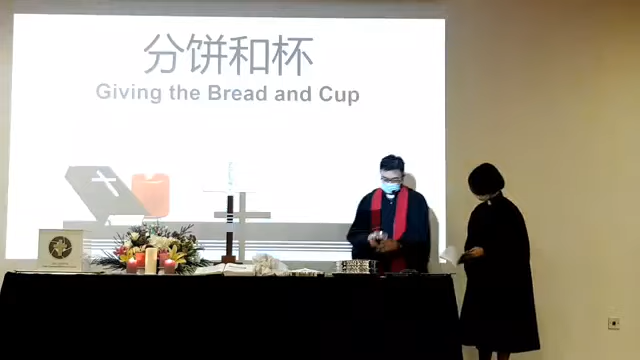 分饼和杯
Giving the Bread and Cup